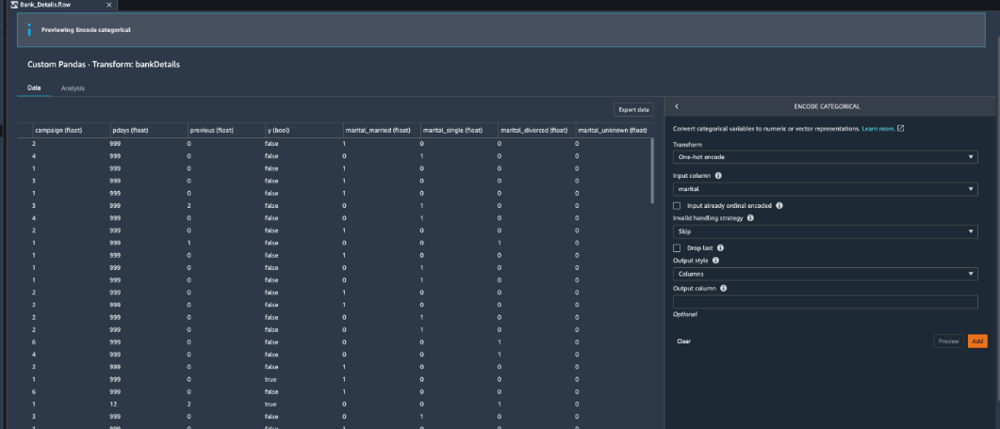 Bank_Details.flow ×
i Previewing Encode categorical
Custom Pandas · Transform: bankDetails
Data Analysis
Export data
campaign (float) pdays (float) previous (float) y (bool) marital_married (float) marital_single (float) marital_divorced (float) marital_unknown (float)
2 999 0 false 1 0 0 0
4 999 0 false 0 1 0 0
1 999 0 false 1 0 0 0
3 999 0 false 1 0 0 0
1 999 0 false 1 0 0 0
3 999 2 false 0 1 0 0
4 999 0 false 0 1 0 0
2 999 0 false 1 0 0 0
1 999 1 false 0 0 1 0
1 999 0 false 1 0 0 0
1 999 0 false 0 1 0 0
1 999 0 false 0 1 0 0
2 999 0 false 1 0 0 0
2 999 0 false 1 0 0 0
2 999 0 false 0 1 0 0
2 999 0 false 0 1 0 0
6 999 0 false 0 0 1 0
4 999 0 false 0 0 1 0
2 999 0 false 1 0 0 0
1 999 0 true 1 0 0 0
6 999 0 false 1 0 0 0
1 12 2 true 0 0 1 0
3 999 0 false 0 1 0 0
1 999 0 false 1 0 0 0
ENCODE CATEGORICAL
Convert categorical variables to numeric or vector representations. Learn more.
Transform
One-hot encode
Input column
marital
Input already ordinal encoded
Invalid handling strategy
Skip
Drop last
Output style
Columns
Output column
Optional
Clear Preview Add